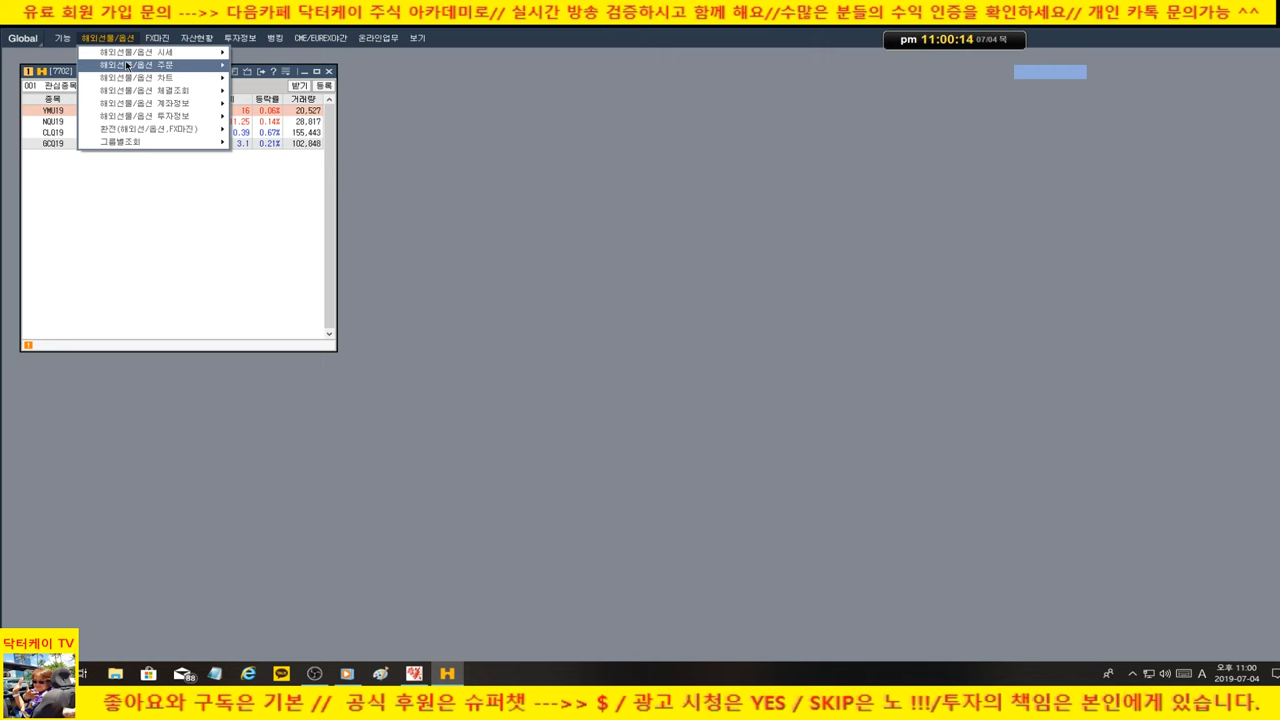 유료 회원 가입 문의 --->> 다음카페 닥터케이 주식 아카데미로// 실시간 방송 검증하시고 함께 해요//수많은 분들의 수익 인증을 확인하세요// 개인 카톡 문의가능 ^^
Global 기능 해외선물/옵션 FX마진 자산현황 투자정보 뱅킹 CME/EUREX야간 온라인업무 보기
pm 11:00:14 07/04 목
해외선물/옵션 시세
해외선물/옵션 주문
해외선물/옵션 차트
해외선물/옵션 체결조회
해외선물/옵션 계좌정보
해외선물/옵션 투자정보
환전(해외선/옵션,FX마진)
그룹별조회
1 H [7702]
001 관심종목 받기 등록
종목 등락률 거래량
YMU19 16 0.06% 20,527
NQU19 1.25 0.14% 28,817
CLQ19 0.39 0.67% 155,443
GCQ19 3.1 0.21% 102,848
닥터케이 TV
88
A
오후 11:00
2019-07-04
좋아요와 구독은 기본 // 공식 후원은 슈퍼챗 --->> $ / 광고 시청은 YES / SKIP은 노 !!!/투자의 책임은 본인에게 있습니다.